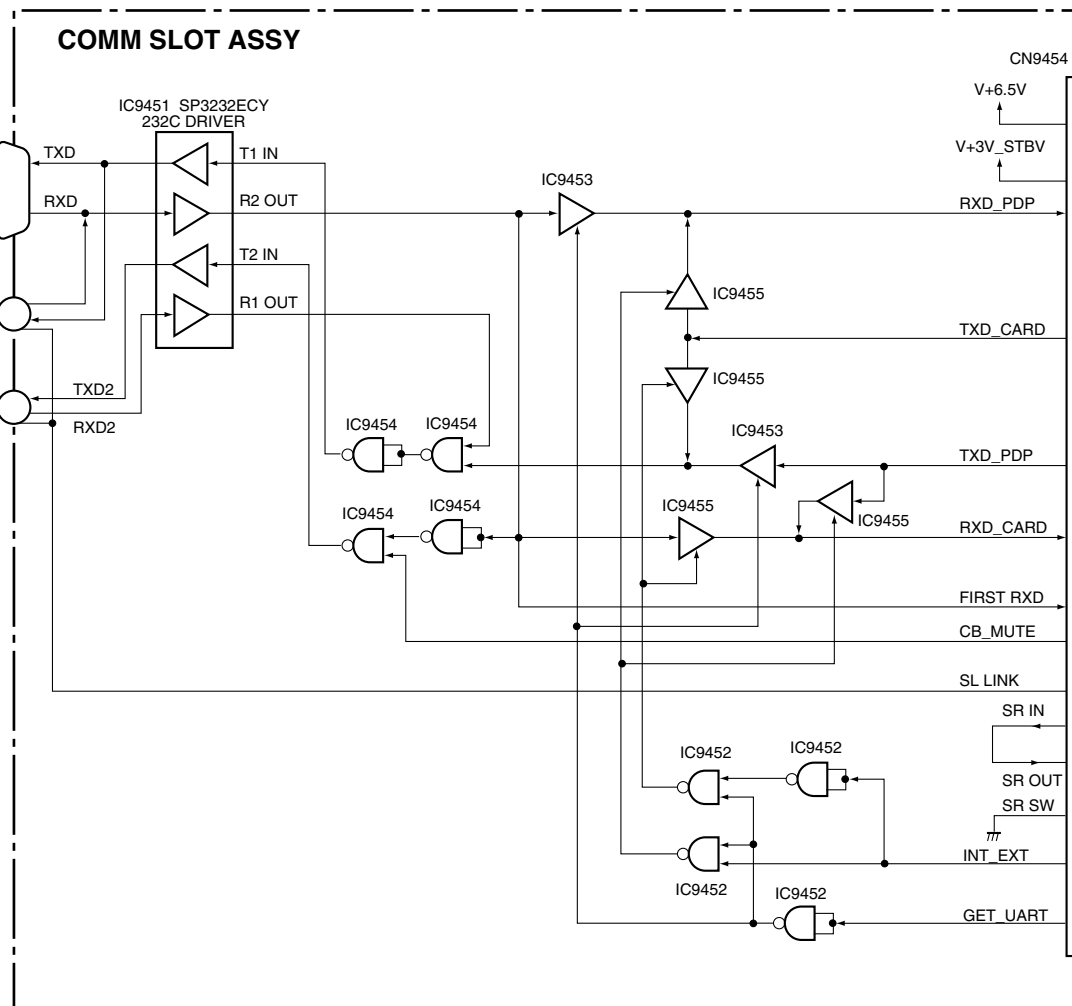 COMM SLOT ASSY
CN9454
V+6.5V
IC9451 SP3232ECY
232C DRIVER
V+3V_STBV
TXD
T1 IN
IC9453
RXD
R2 OUT
RXD_PDP
T2 IN
IC9455
R1 OUT
TXD_CARD
IC9455
TXD2
RXD2
IC9454
IC9454
IC9453
TXD_PDP
IC9454
IC9454
IC9455
IC9455
RXD_CARD
FIRST RXD
CB_MUTE
SL LINK
SR IN
IC9452
IC9452
SR OUT
SR SW
INT_EXT
IC9452
IC9452
GET_UART